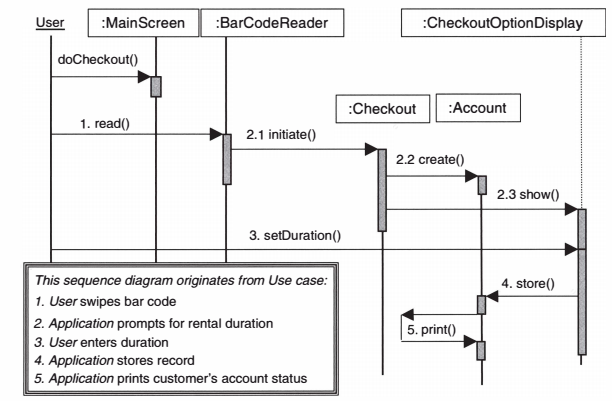 User
:MainScreen
:BarCodeReader
:CheckoutOptionDisplay
doCheckout()
:Checkout
:Account
1. read()
2.1 initiate()
2.2 create()
2.3 show()
3. setDuration()
This sequence diagram originates from Use case:
1. User swipes bar code
2. Application prompts for rental duration
3. User enters duration
4. Application stores record
5. Application prints customer's account status
4. store()
5. print()